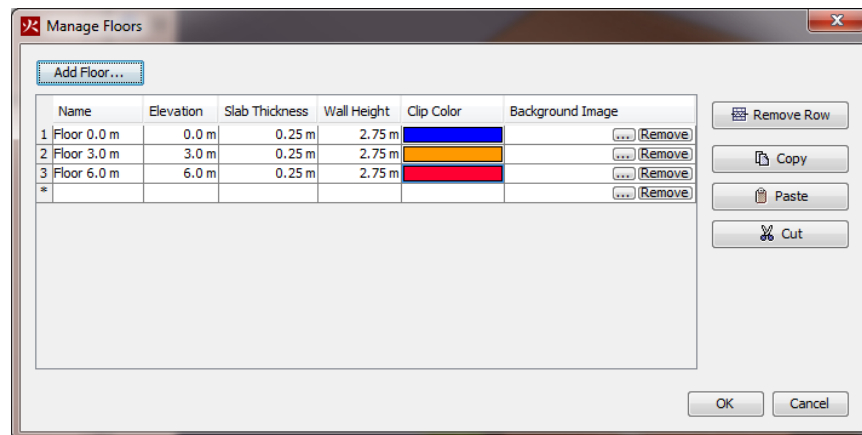 Manage Floors
Add Floor...
Name Elevation Slab Thickness Wall Height Clip Color Background Image
1 Floor 0.0 m 0.0 m 0.25 m 2.75 m ... Remove
2 Floor 3.0 m 3.0 m 0.25 m 2.75 m ... Remove
3 Floor 6.0 m 6.0 m 0.25 m 2.75 m ... Remove
* ... Remove
Remove Row
Copy
Paste
Cut
OK Cancel